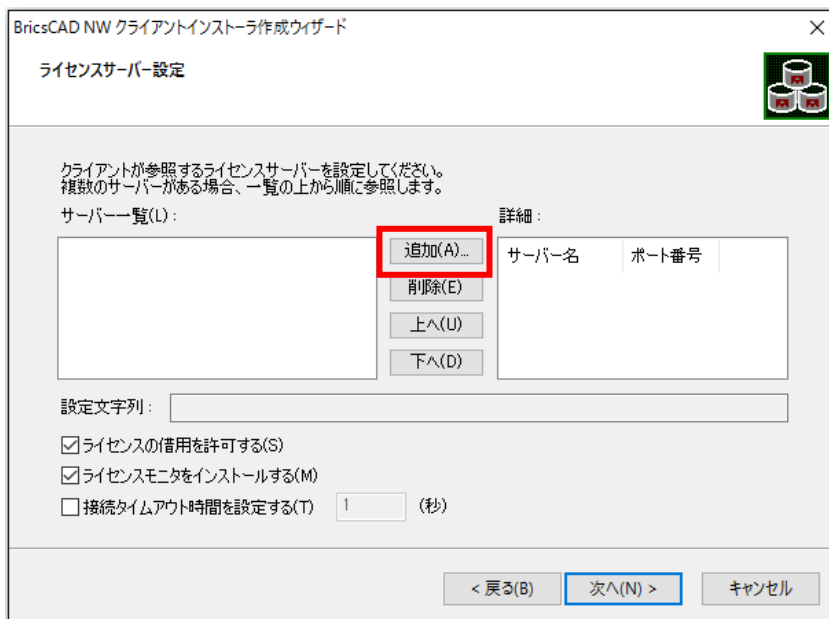 BricsCAD NW クライアントインストーラ作成ウィザード
ライセンスサーバー設定
クライアントが参照するライセンスサーバーを設定してください。
複数のサーバーがある場合、一覧の上から順に参照します。
サーバー一覧(L):
詳細:
追加(A)...
サーバー名 ポート番号
削除(E)
上へ(U)
下へ(D)
設定文字列:
ライセンスの借用を許可する(S)
ライセンスモニタをインストールする(M)
接続タイムアウト時間を設定する(T) 1 (秒)
< 戻る(B) 次へ(N) > キャンセル